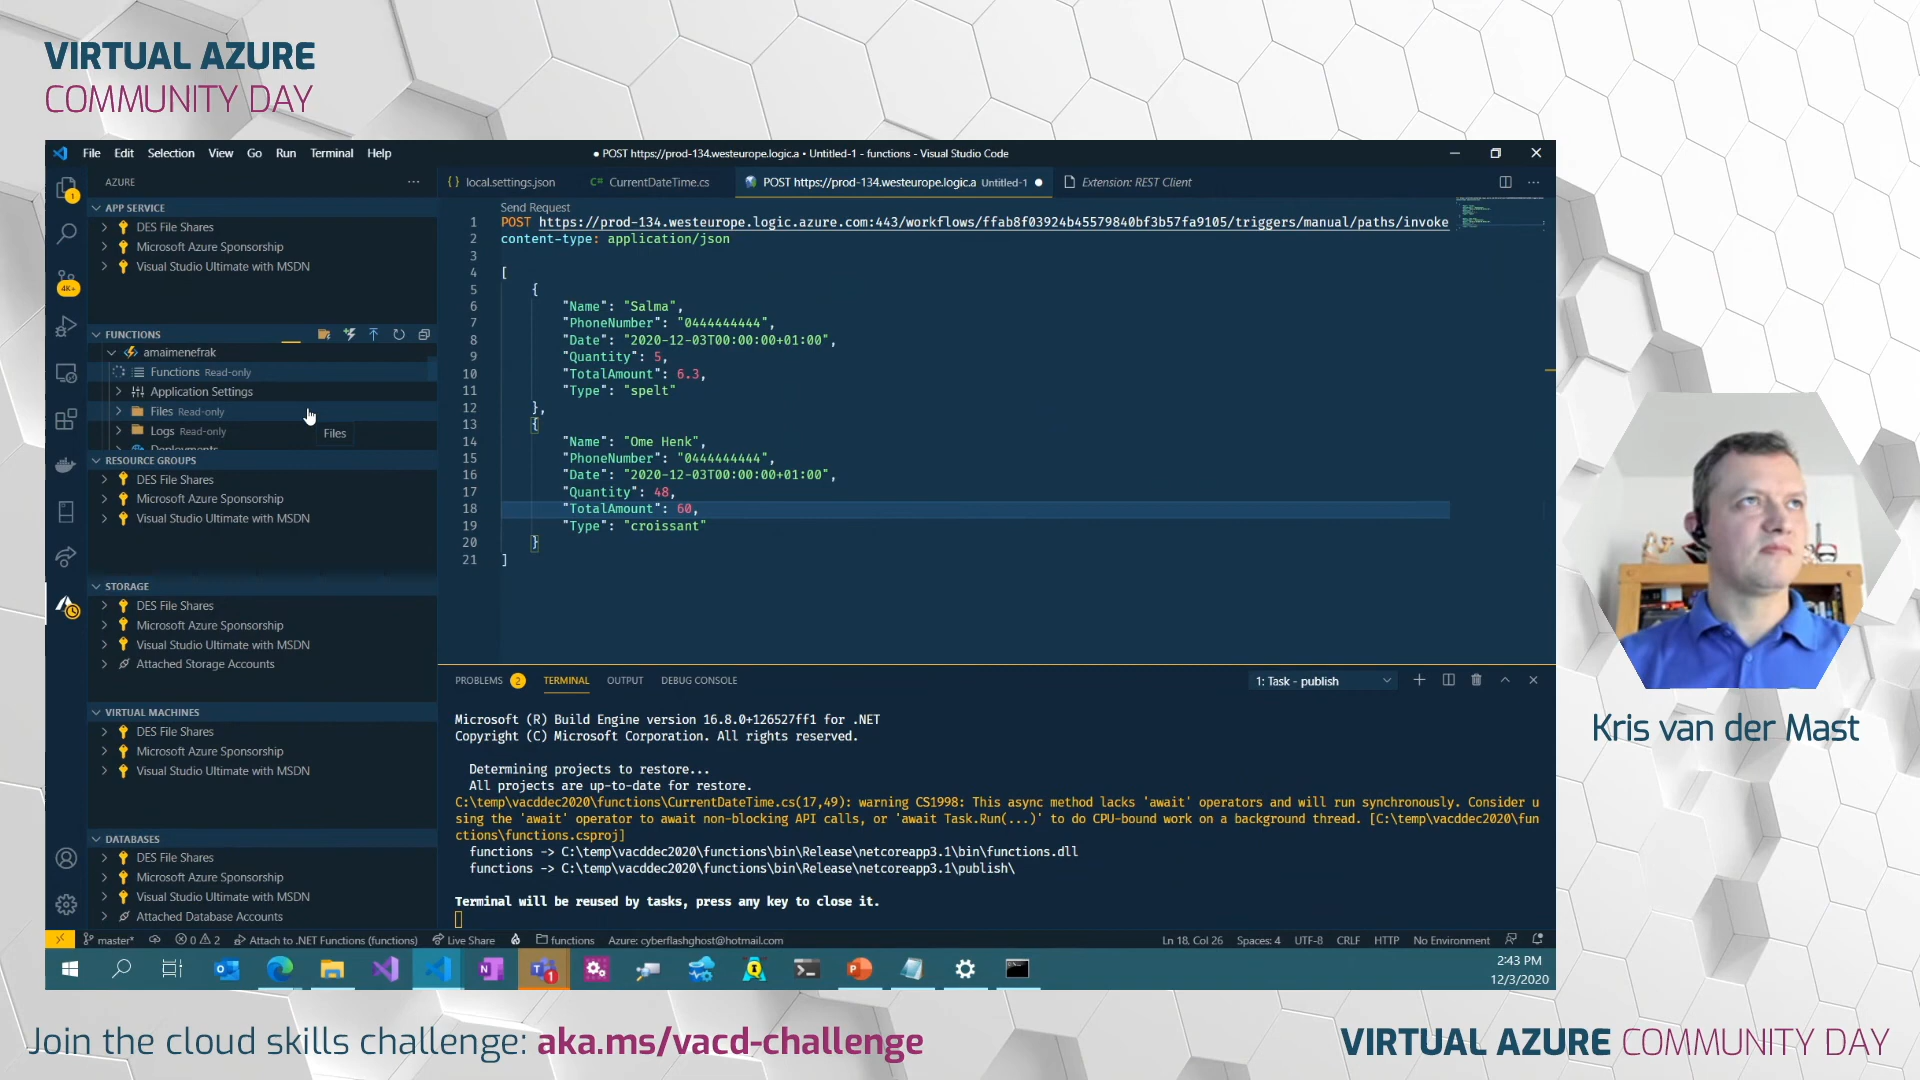 VIRTUAL AZURE
COMMUNITY DAY
File Edit Selection View Go Run Terminal Help
● POST https://prod-134.westeurope.logic.a • Untitled-1 - functions - Visual Studio Code
AZURE
local.settings.json
CurrentDateTime.cs
POST https://prod-134.westeurope.logic.a Untitled-1
Extension: REST Client
1
4K+
APP SERVICE
DES File Shares
Microsoft Azure Sponsorship
Visual Studio Ultimate with MSDN
FUNCTIONS
amaimenefrak
Functions Read-only
Application Settings
Files Read-only
Files
Logs Read-only
Deployments
RESOURCE GROUPS
DES File Shares
Microsoft Azure Sponsorship
Visual Studio Ultimate with MSDN
STORAGE
DES File Shares
Microsoft Azure Sponsorship
Visual Studio Ultimate with MSDN
Attached Storage Accounts
VIRTUAL MACHINES
DES File Shares
Microsoft Azure Sponsorship
Visual Studio Ultimate with MSDN
DATABASES
DES File Shares
Microsoft Azure Sponsorship
Visual Studio Ultimate with MSDN
Attached Database Accounts
Send Request
1 POST https://prod-134.westeurope.logic.azure.com:443/workflows/ffab8f03924b45579840bf3b57fa9105/triggers/manual/paths/invoke
2 content-type: application/json
3
4 [
5 {
6 "Name": "Salma",
7 "PhoneNumber": "0444444444",
8 "Date": "2020-12-03T00:00:00+01:00",
9 "Quantity": 5,
10 "TotalAmount": 6.3,
11 "Type": "spelt"
12 },
13 {
14 "Name": "Ome Henk",
15 "PhoneNumber": "0444444444",
16 "Date": "2020-12-03T00:00:00+01:00",
17 "Quantity": 48,
18 "TotalAmount": 60,
19 "Type": "croissant"
20 }
21 ]
PROBLEMS 2 TERMINAL OUTPUT DEBUG CONSOLE
1: Task - publish
Microsoft (R) Build Engine version 16.8.0+126527ff1 for .NET
Copyright (C) Microsoft Corporation. All rights reserved.
Determining projects to restore...
All projects are up-to-date for restore.
C:\temp\vacddec2020\functions\CurrentDateTime.cs(17,49): warning CS1998: This async method lacks 'await' operators and will run synchronously. Consider u
sing the 'await' operator to await non-blocking API calls, or 'await Task.Run(...)' to do CPU-bound work on a background thread. [C:\temp\vacddec2020\fun
ctions\functions.csproj]
functions -> C:\temp\vacddec2020\functions\bin\Release\netcoreapp3.1\bin\functions.dll
functions -> C:\temp\vacddec2020\functions\bin\Release\netcoreapp3.1\publish\
Terminal will be reused by tasks, press any key to close it.
master* 0 2 Attach to .NET Functions (functions) Live Share functions Azure: cyberflashghost@hotmail.com
Ln 18, Col 26 Spaces: 4 UTF-8 CRLF HTTP No Environment
1
2:43 PM
12/3/2020
Kris van der Mast
Join the cloud skills challenge: aka.ms/vacd-challenge
VIRTUAL AZURE COMMUNITY DAY